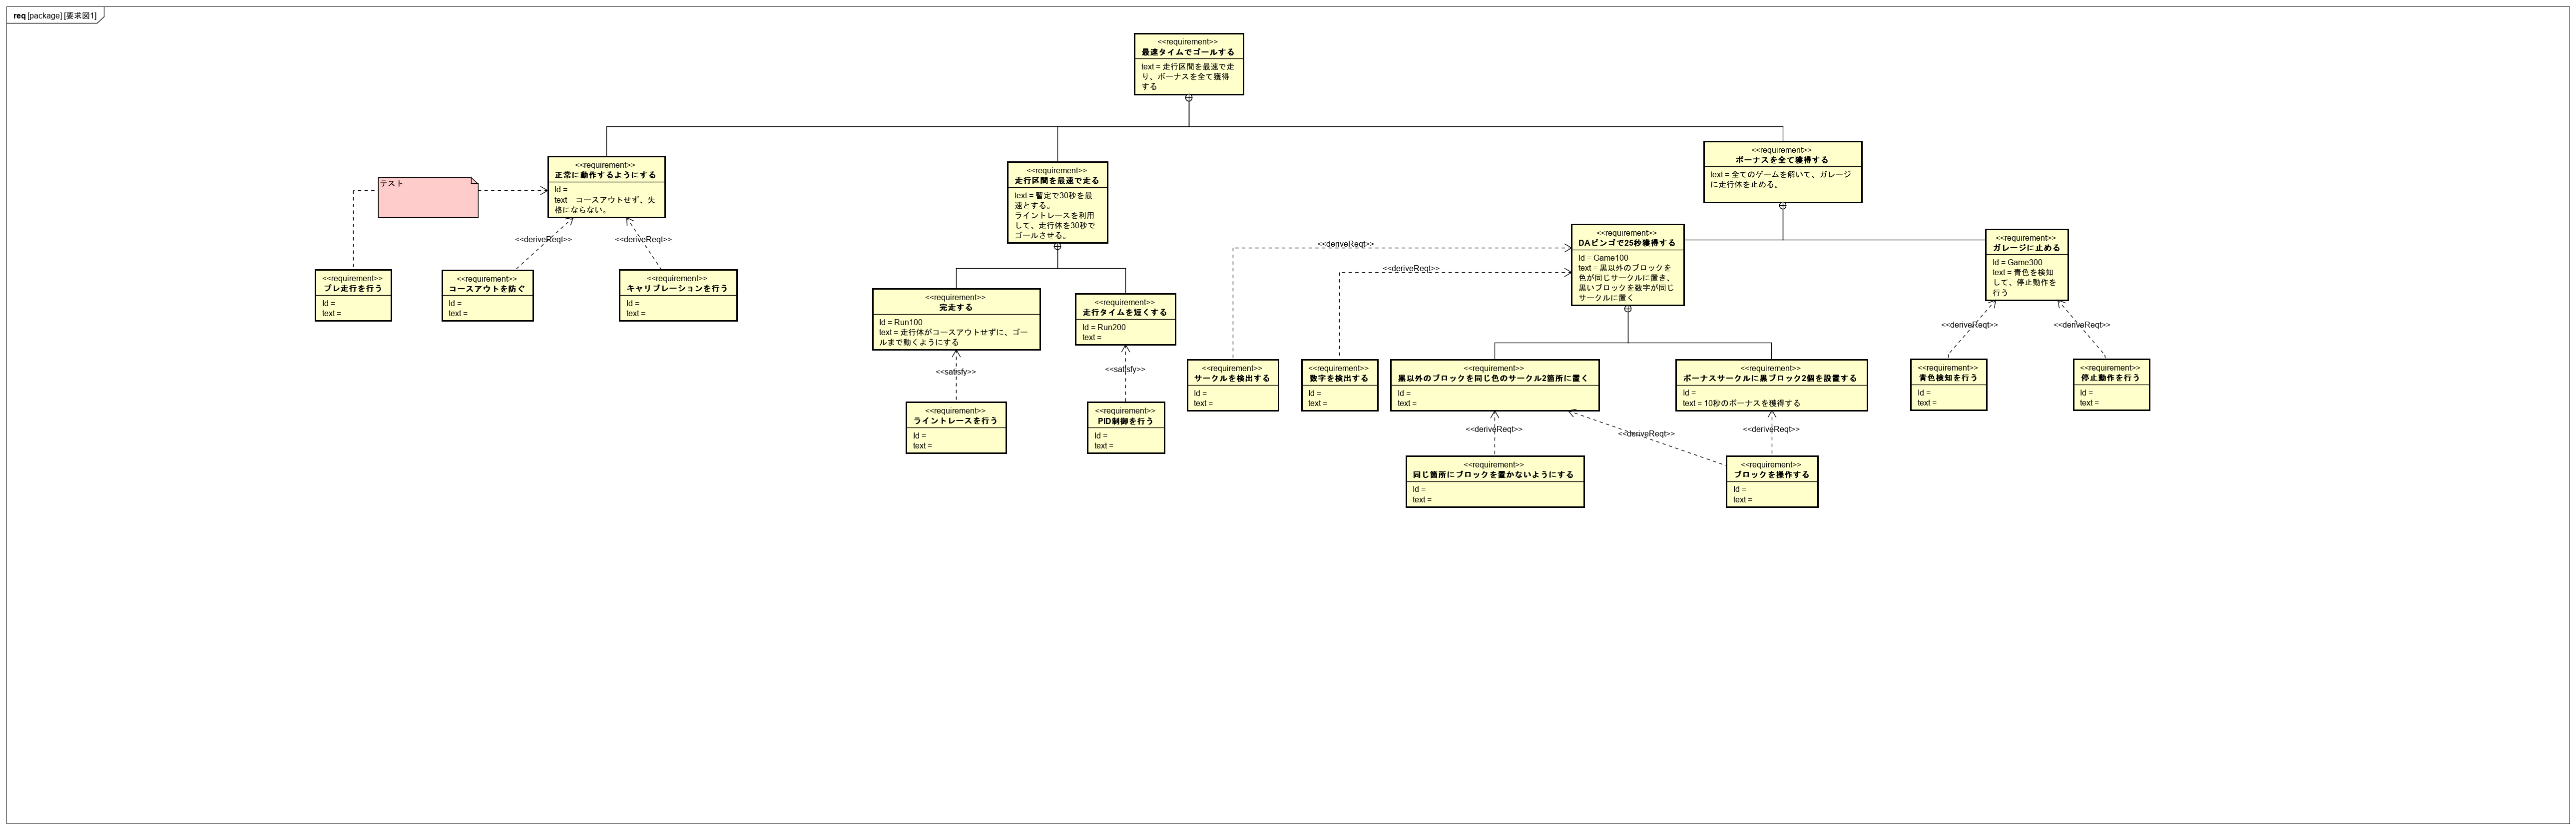 req [package] [要求図1]
<<requirement>>
最速タイムでゴールする
text = 走行区間を最速で走
り、ボーナスを全て獲得
する
<<requirement>>
正常に動作するようにする
Id =
text = コースアウトせず、失
格にならない。
テスト
<<requirement>>
走行区間を最速で走る
text = 暫定で30秒を最
速とする。
ライントレースを利用
して、走行体を30秒で
ゴールさせる。
<<requirement>>
ボーナスを全て獲得する
text = 全てのゲームを解いて、ガレージ
に走行体を止める。
<<deriveReqt>>
<<deriveReqt>>
<<requirement>>
プレ走行を行う
Id =
text =
<<requirement>>
コースアウトを防ぐ
Id =
text =
<<requirement>>
キャリブレーションを行う
Id =
text =
<<requirement>>
完走する
Id = Run100
text = 走行体がコースアウトせずに、ゴー
ルまで動くようにする
<<requirement>>
走行タイムを短くする
Id = Run200
text =
<<satisfy>>
<<satisfy>>
<<requirement>>
ライントレースを行う
Id =
text =
<<requirement>>
PID制御を行う
Id =
text =
<<deriveReqt>>
<<deriveReqt>>
<<requirement>>
DAビンゴで25秒獲得する
Id = Game100
text = 黒以外のブロックを
色が同じサークルに置き、
黒いブロックを数字が同じ
サークルに置く
<<requirement>>
ガレージに止める
Id = Game300
text = 青色を検知
して、停止動作を
行う
<<deriveReqt>>
<<deriveReqt>>
<<requirement>>
サークルを検出する
Id =
text =
<<requirement>>
数字を検出する
Id =
text =
<<requirement>>
黒以外のブロックを同じ色のサークル2箇所に置く
Id =
text =
<<requirement>>
ボーナスサークルに黒ブロック2個を設置する
Id =
text = 10秒のボーナスを獲得する
<<requirement>>
青色検知を行う
Id =
text =
<<requirement>>
停止動作を行う
Id =
text =
<<deriveReqt>>
<<deriveReqt>>
<<deriveReqt>>
<<requirement>>
同じ箇所にブロックを置かないようにする
Id =
text =
<<requirement>>
ブロックを操作する
Id =
text =